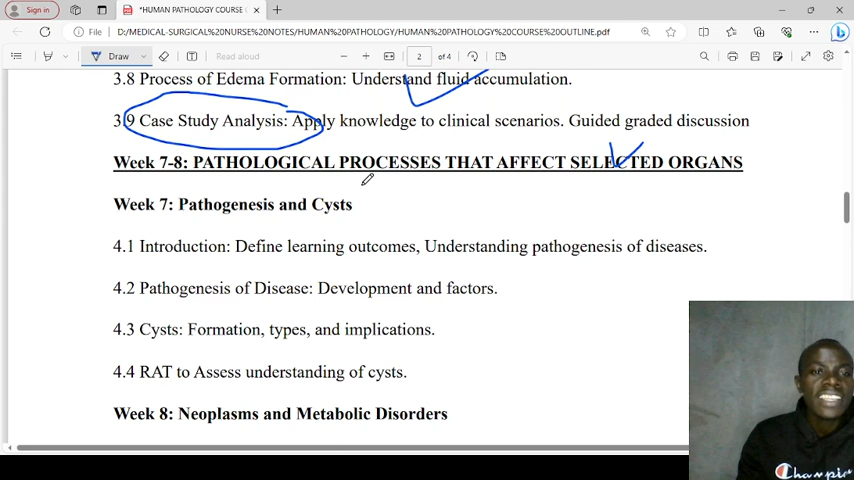 Sign in
*HUMAN PATHOLOGY COURSE O
File
D:/MEDICAL-SURGICAL%20NURSE%20NOTES/HUMAN%20PATHOLOGY/HUMAN%20PATHOLOGY%20COURSE%20OUTLINE.pdf
Draw
Read aloud
2
of 4
3.8 Process of Edema Formation: Understand fluid accumulation.
3.9 Case Study Analysis: Apply knowledge to clinical scenarios. Guided graded discussion
Week 7-8: PATHOLOGICAL PROCESSES THAT AFFECT SELECTED ORGANS
Week 7: Pathogenesis and Cysts
4.1 Introduction: Define learning outcomes, Understanding pathogenesis of diseases.
4.2 Pathogenesis of Disease: Development and factors.
4.3 Cysts: Formation, types, and implications.
4.4 RAT to Assess understanding of cysts.
Week 8: Neoplasms and Metabolic Disorders
Champion